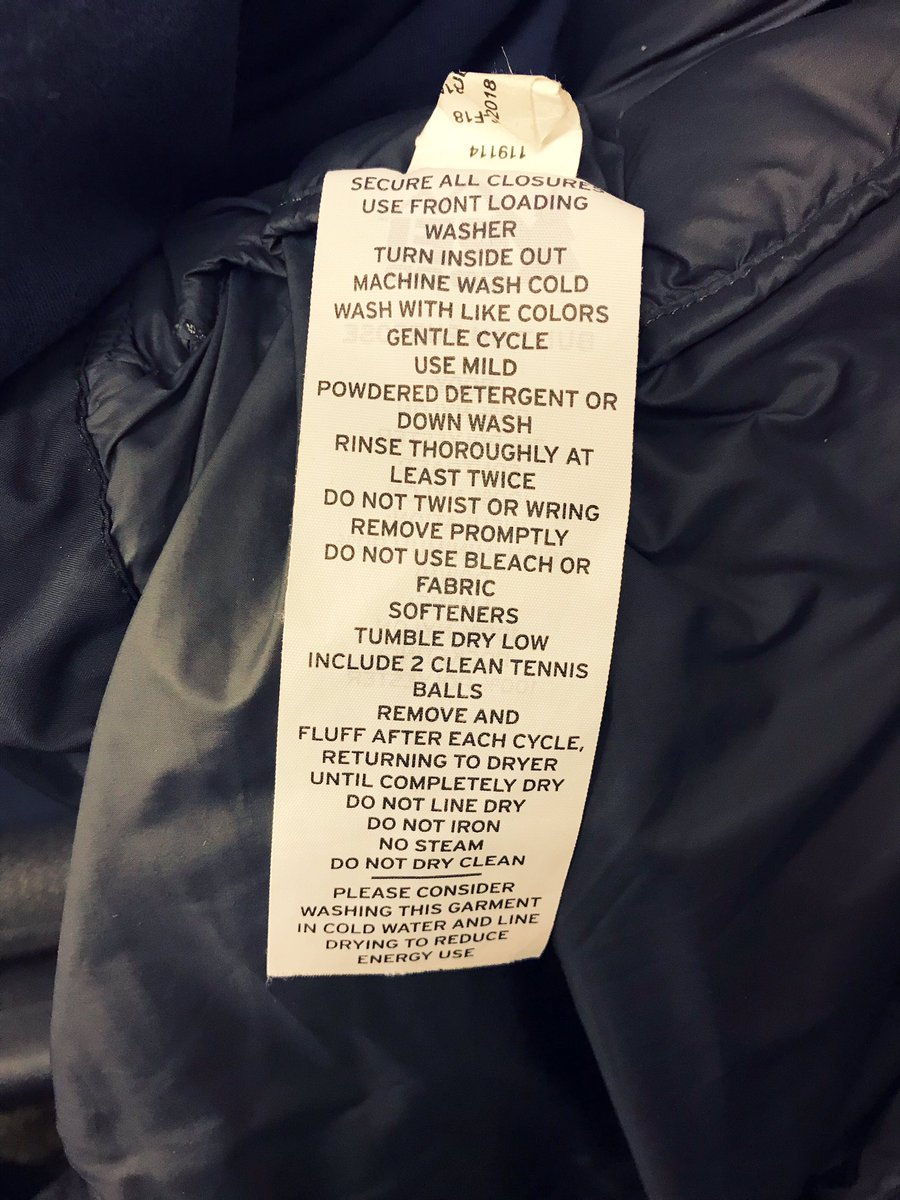 2018
F18
119114
SECURE ALL CLOSURES
USE FRONT LOADING
WASHER
TURN INSIDE OUT
MACHINE WASH COLD
WASH WITH LIKE COLORS
GENTLE CYCLE
USE MILD
POWDERED DETERGENT OR
DOWN WASH
RINSE THOROUGHLY AT
LEAST TWICE
DO NOT TWIST OR WRING
REMOVE PROMPTLY
DO NOT USE BLEACH OR
FABRIC
SOFTENERS
TUMBLE DRY LOW
INCLUDE 2 CLEAN TENNIS
BALLS
REMOVE AND
FLUFF AFTER EACH CYCLE,
RETURNING TO DRYER
UNTIL COMPLETELY DRY
DO NOT LINE DRY
DO NOT IRON
NO STEAM
DO NOT DRY CLEAN
PLEASE CONSIDER
WASHING THIS GARMENT
IN COLD WATER AND LINE
DRYING TO REDUCE
ENERGY USE